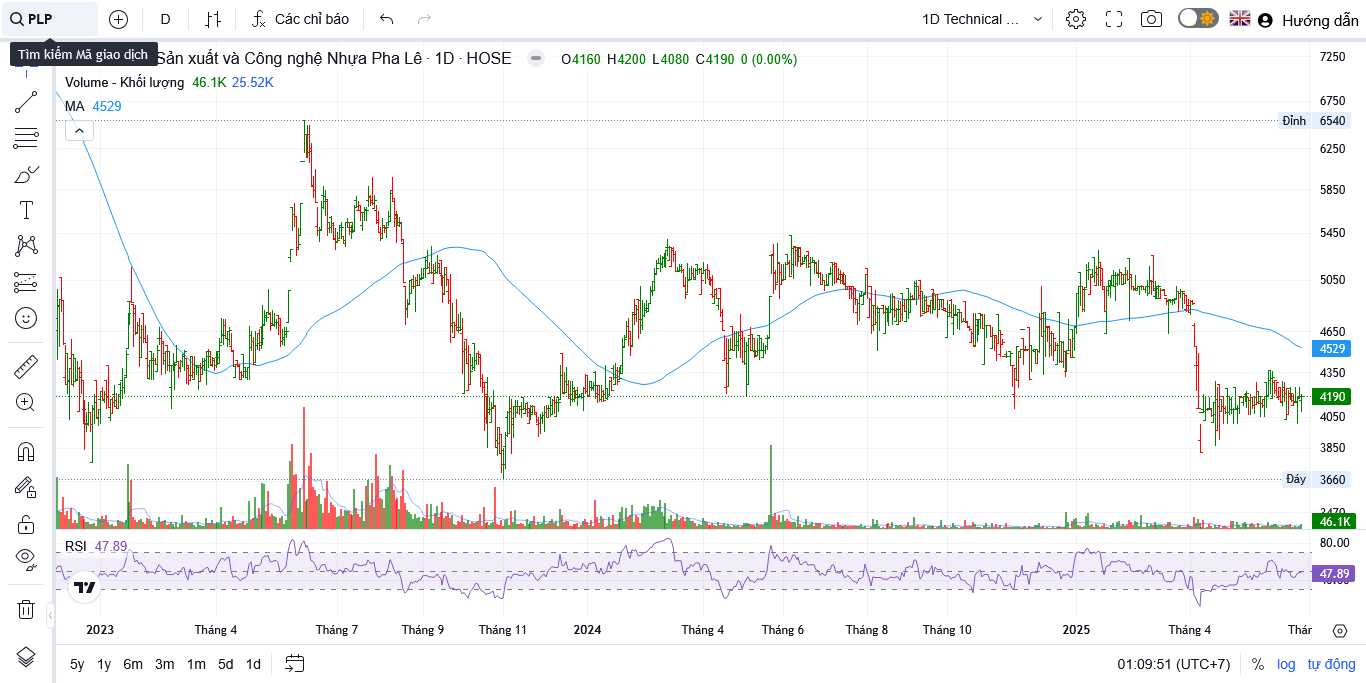 PLP
D
Các chỉ báo
1D Technical ...
Hướng dẫn
Tìm kiếm Mã giao dịch
Sản xuất và Công nghệ Nhựa Pha Lê · 1D · HOSE
O4160 H4200 L4080 C4190 0 (0.00%)
Volume - Khối lượng 46.1K 25.52K
MA 4529
7250
6750
Đỉnh 6540
6250
5850
5450
5050
4650
4529
4350
4190
4050
3850
Đáy 3660
3470
46.1K
RSI 47.89
80.00
47.89
2023 Tháng 4 Tháng 7 Tháng 9 Tháng 11 2024 Tháng 4 Tháng 6 Tháng 8 Tháng 10 2025 Tháng 4 Thár
5y 1y 6m 3m 1m 5d 1d
01:09:51 (UTC+7) % log tự động